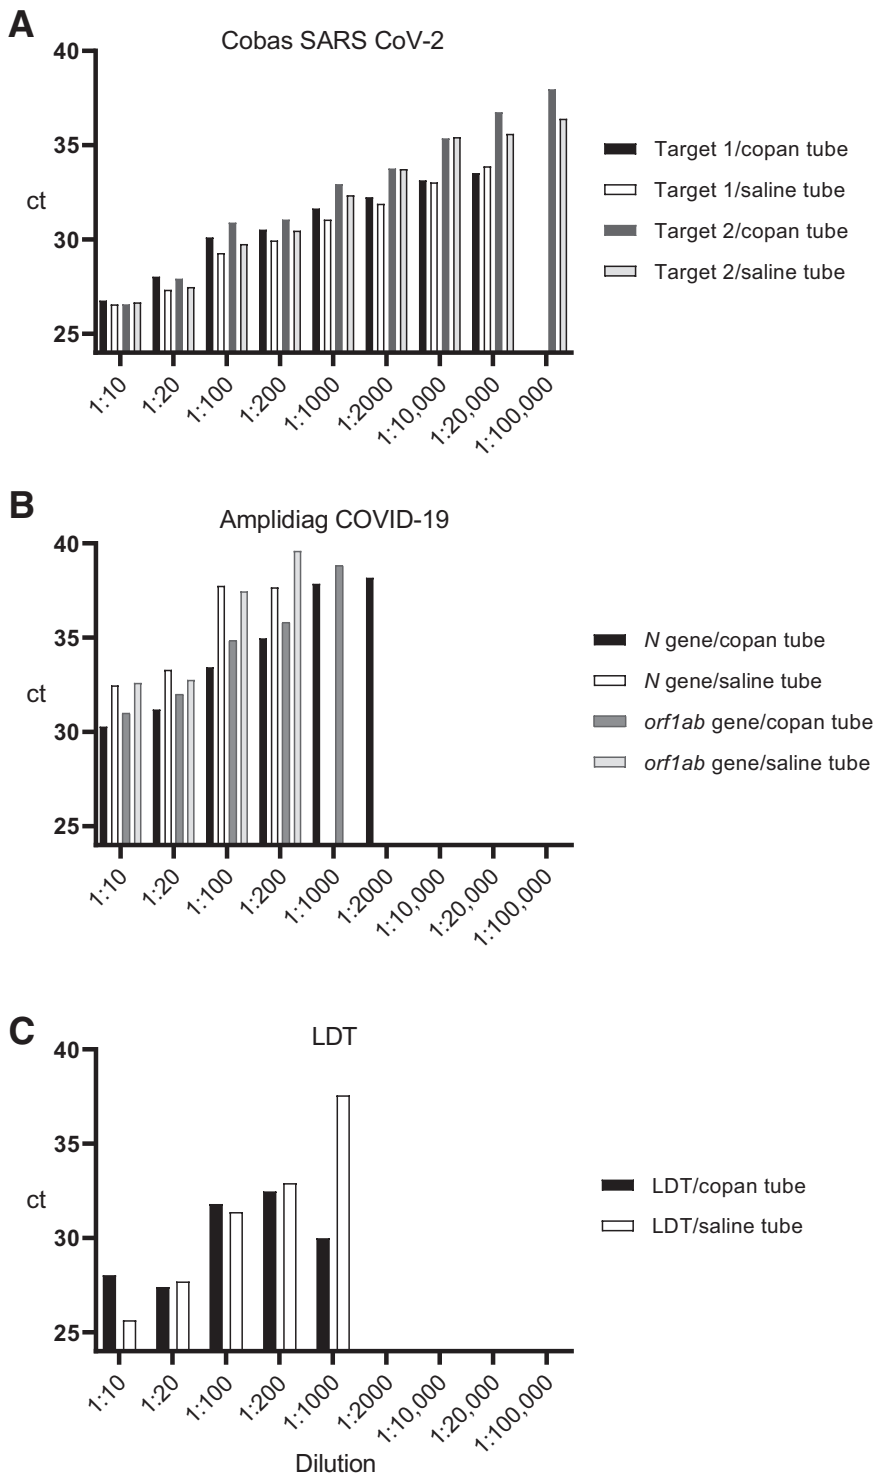 A
Cobas SARS CoV-2
40
35
30
25
ct
1:10
1:20
1:100
1:200
1:1000
1:2000
1:10,000
1:20,000
1:100,000
Target 1/copan tube
Target 1/saline tube
Target 2/copan tube
Target 2/saline tube
B
Amplidiag COVID-19
40
35
30
25
ct
1:10
1:20
1:100
1:200
1:1000
1:2000
1:10,000
1:20,000
1:100,000
N gene/copan tube
N gene/saline tube
orf1ab gene/copan tube
orf1ab gene/saline tube
C
LDT
40
35
30
25
ct
1:10
1:20
1:100
1:200
1:1000
1:2000
1:10,000
1:20,000
1:100,000
Dilution
LDT/copan tube
LDT/saline tube